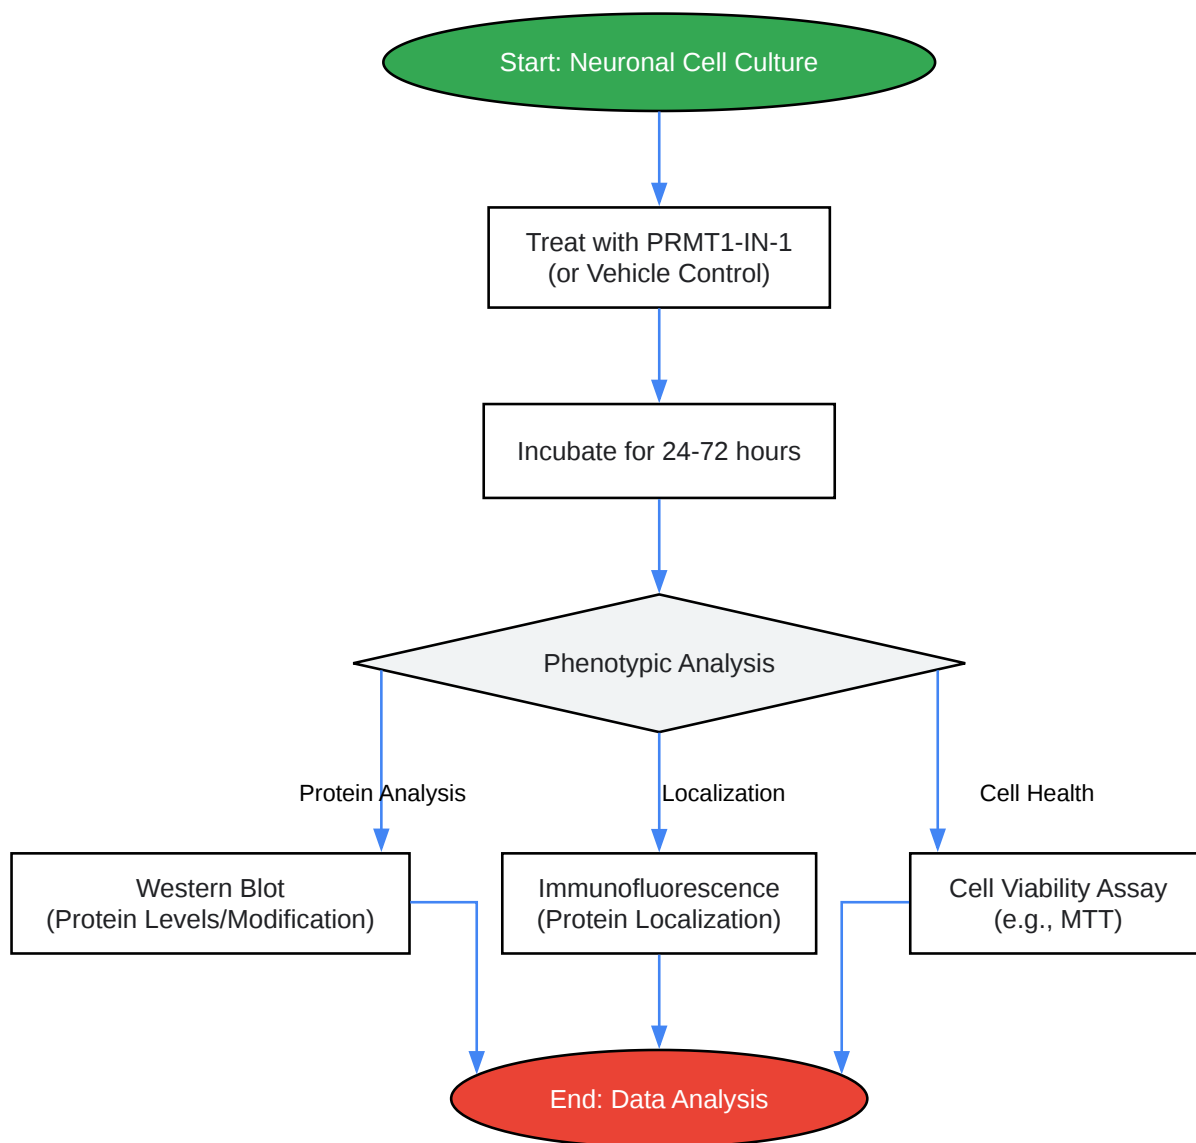 Start: Neuronal Cell Culture
Treat with PRMT1-IN-1
(or Vehicle Control)
Incubate for 24-72 hours
Phenotypic Analysis
Protein Analysis
Localization
Cell Health
Western Blot
(Protein Levels/Modification)
Immunofluorescence
(Protein Localization)
Cell Viability Assay
(e.g., MTT)
End: Data Analysis